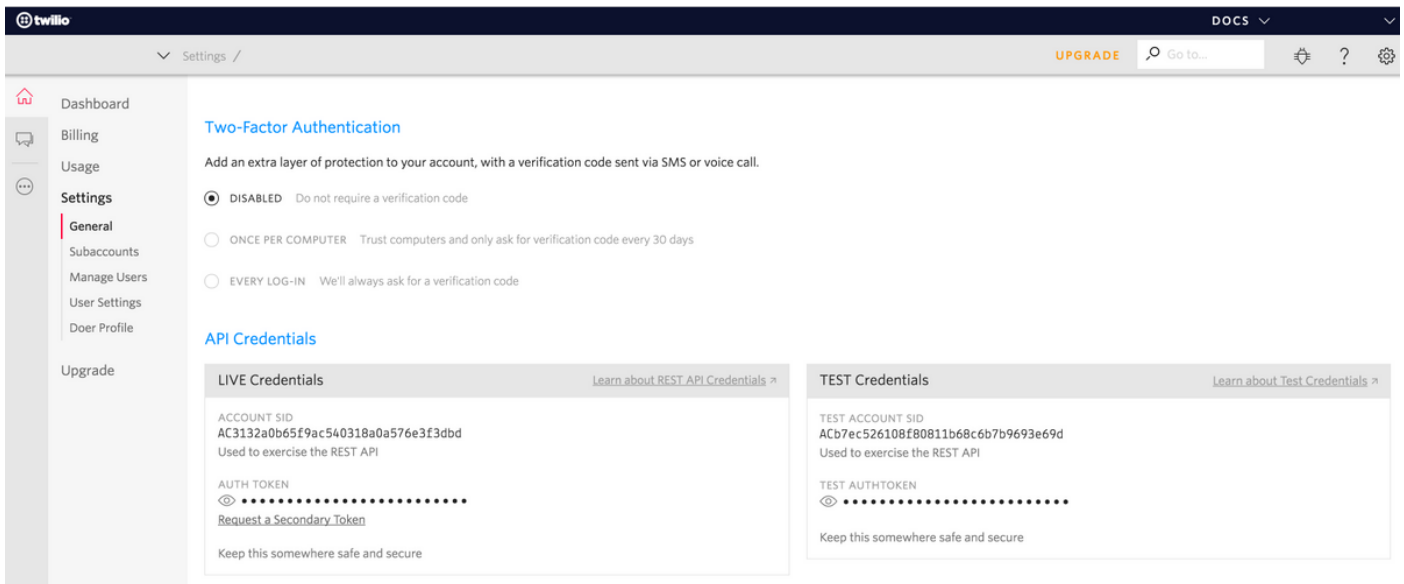 twilio
DOCS
Settings /
UPGRADE
Go to...
?
Dashboard
Billing
Usage
Settings
General
Subaccounts
Manage Users
User Settings
Doer Profile
Upgrade
Two-Factor Authentication
Add an extra layer of protection to your account, with a verification code sent via SMS or voice call.
DISABLED Do not require a verification code
ONCE PER COMPUTER Trust computers and only ask for verification code every 30 days
EVERY LOG-IN We'll always ask for a verification code
API Credentials
LIVE Credentials
Learn about REST API Credentials
ACCOUNT SID
AC3132a0b65f9ac540318a0a576e3f3dbd
Used to exercise the REST API
AUTH TOKEN
Request a Secondary Token
Keep this somewhere safe and secure
TEST Credentials
Learn about Test Credentials
TEST ACCOUNT SID
ACb7ec526108f80811b68c6b7b9693e69d
Used to exercise the REST API
TEST AUTHTOKEN
Keep this somewhere safe and secure